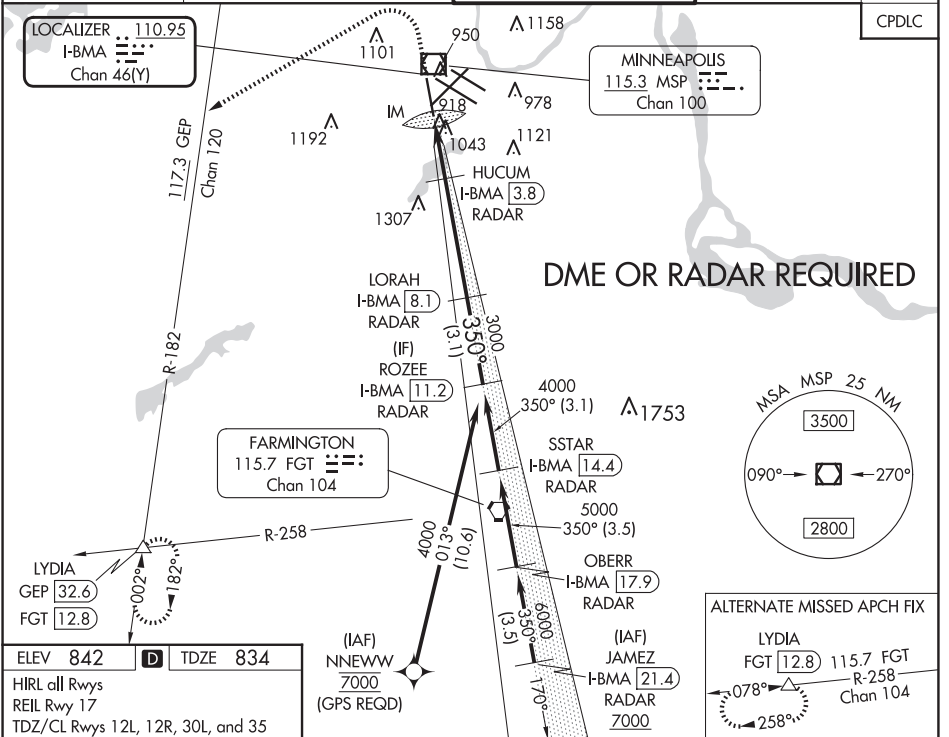 LOCALIZER 110.95
I-BMA
Chan 46(Y)
1101
950
1158
CPDLC
MINNEAPOLIS
115.3 MSP
Chan 100
117.3 GEP
Chan 120
1192
IM
918
978
1043
1121
HUCUM
I-BMA 3.8
RADAR
1307
DME OR RADAR REQUIRED
LORAH
I-BMA 8.1
RADAR
350°
(3.1)
3000
R-182
(IF)
ROZEE
I-BMA 11.2
RADAR
4000
350° (3.1)
1753
MSA MSP 25 NM
3500
090°
270°
2800
FARMINGTON
115.7 FGT
Chan 104
SSTAR
I-BMA 14.4
RADAR
5000
350° (3.5)
R-258
4000
013°
(10.6)
OBERR
I-BMA 17.9
RADAR
LYDIA
GEP 32.6
FGT 12.8
002°
182°
6000
350°
(3.5)
170°
(IAF)
NNEWW
7000
(GPS REQD)
(IAF)
JAMEZ
I-BMA 21.4
RADAR
7000
ALTERNATE MISSED APCH FIX
LYDIA
FGT 12.8 115.7 FGT
R-258
Chan 104
078°
258°
ELEV 842 D TDZE 834
HIRL all Rwys
REIL Rwy 17
TDZ/CL Rwys 12L, 12R, 30L, and 35